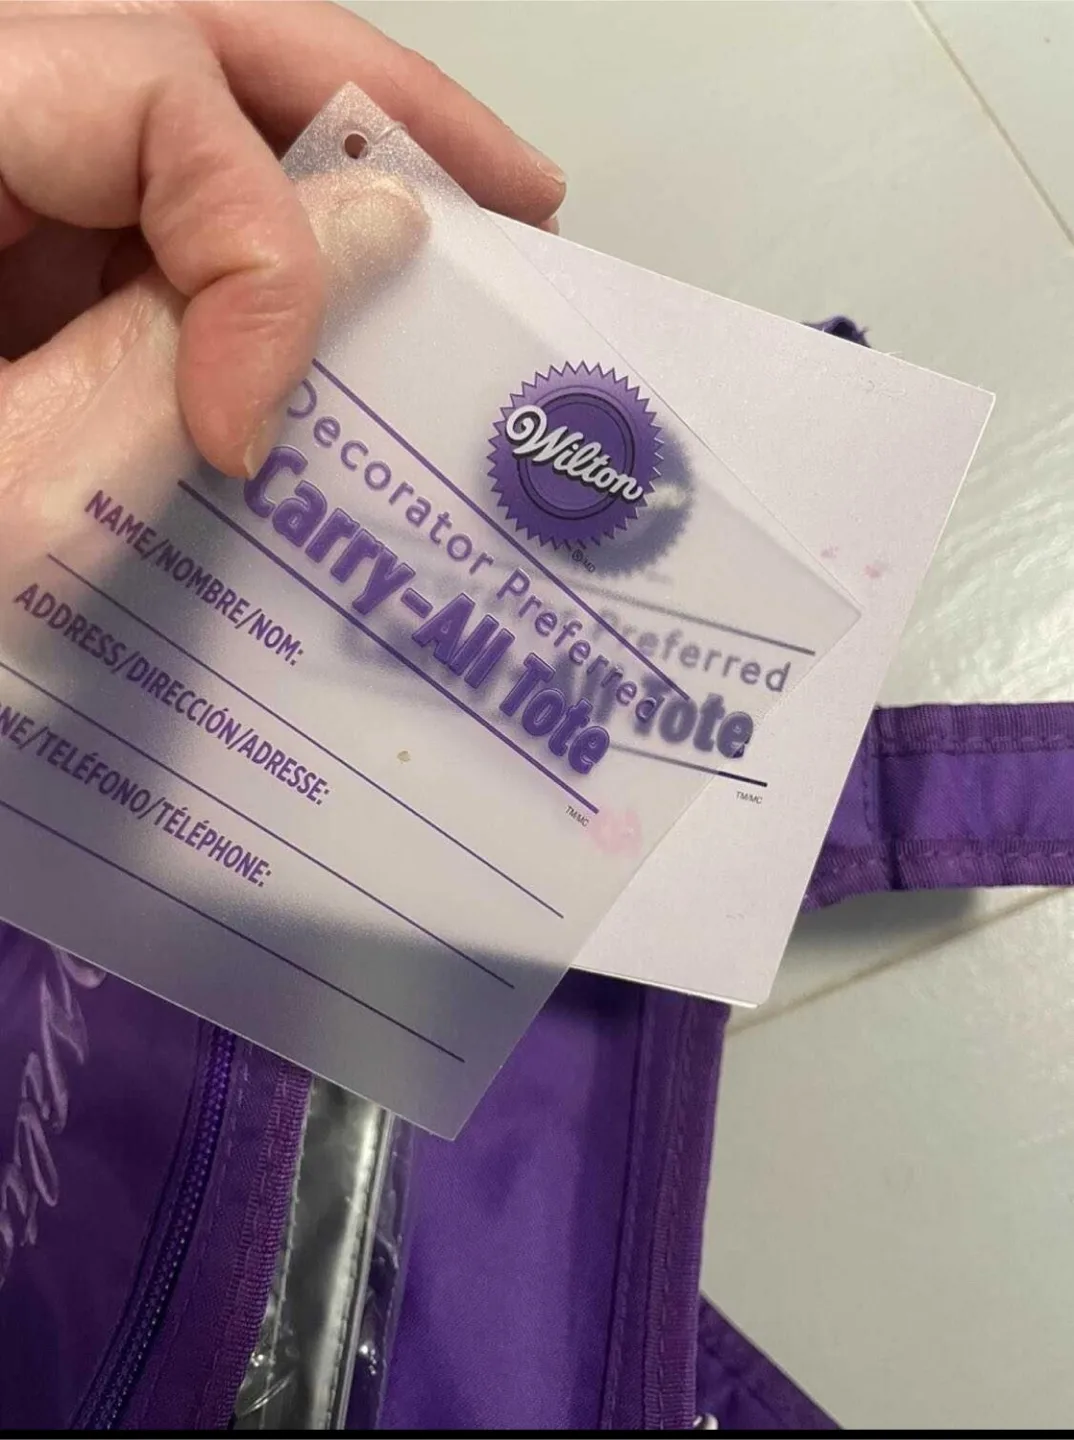 Wilton
® MD
Decorator Preferred
Carry-All Tote
TM/MC
NAME/NOMBRE/NOM:
ADDRESS/DIRECCIÓN/ADRESSE:
NE/TELÉFONO/TÉLÉPHONE:
Preferred
Tote
TM/MC